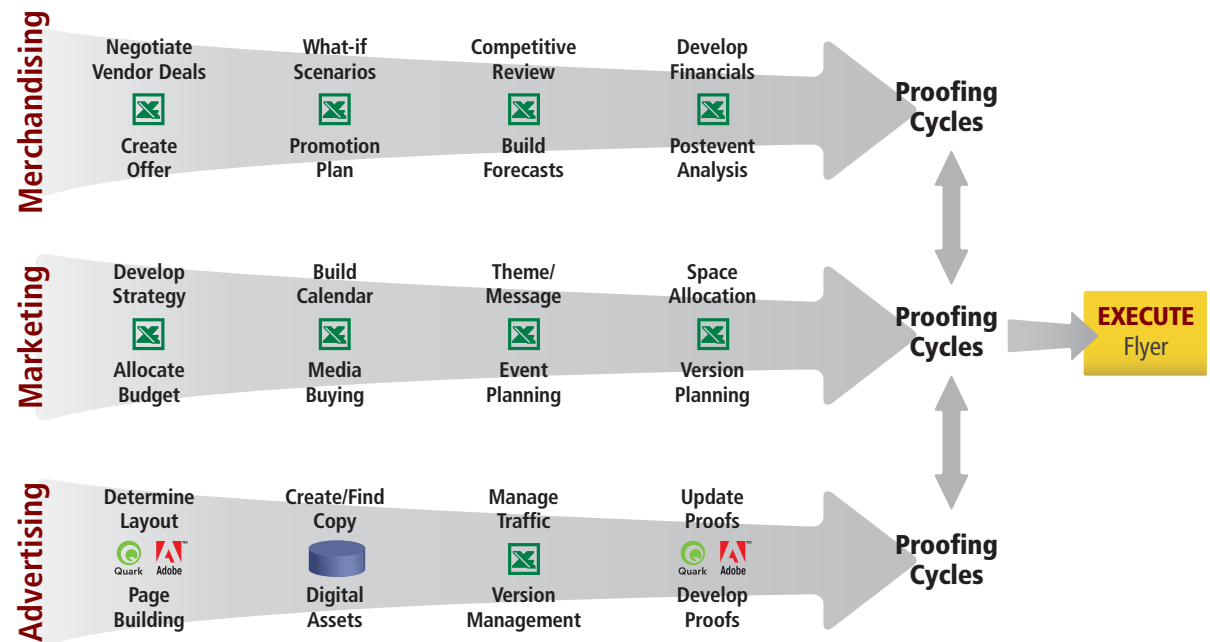 Merchandising
Negotiate
Vendor Deals
Create
Offer
What-if
Scenarios
Promotion
Plan
Competitive
Review
Build
Forecasts
Develop
Financials
Postevent
Analysis
Proofing
Cycles
Marketing
Develop
Strategy
Allocate
Budget
Build
Calendar
Media
Buying
Theme/
Message
Event
Planning
Space
Allocation
Version
Planning
Proofing
Cycles
EXECUTE
Flyer
Advertising
Determine
Layout
Quark
Adobe™
Page
Building
Create/Find
Copy
Digital
Assets
Manage
Traffic
Version
Management
Update
Proofs
Quark
Adobe™
Develop
Proofs
Proofing
Cycles